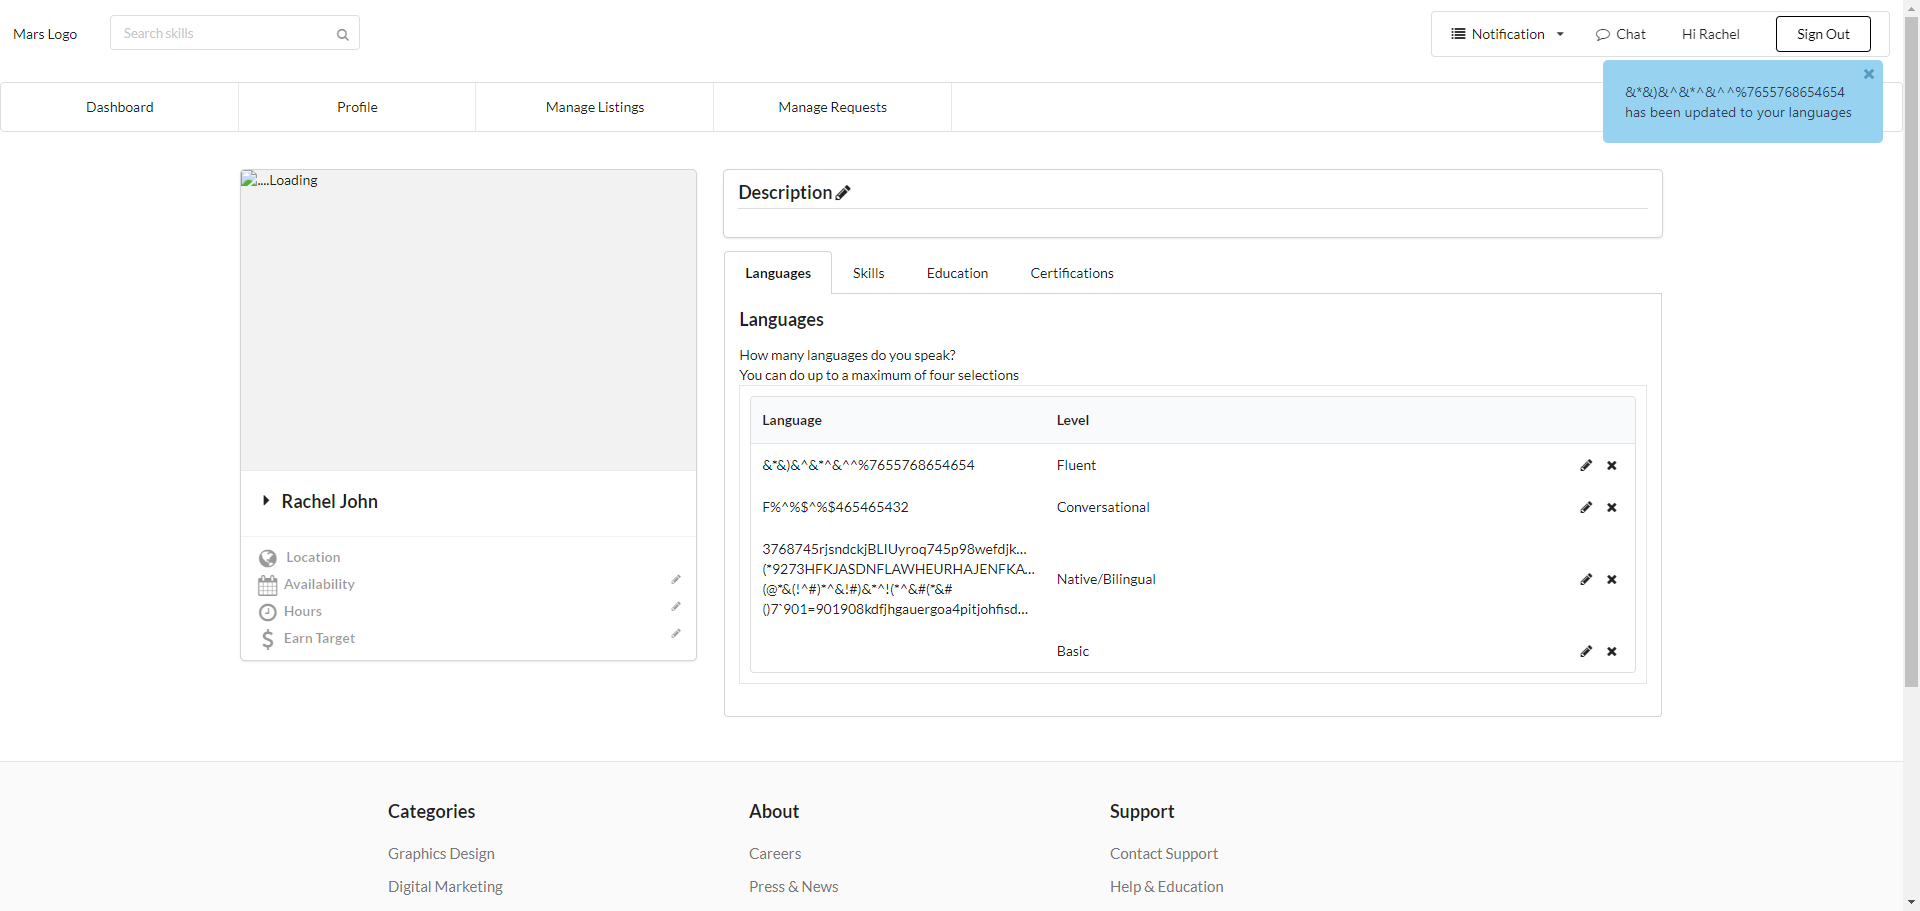 Mars Logo
Search skills
Notification
Chat
Hi Rachel
Sign Out
&*&)&^&*^&^^%7655768654654
has been updated to your languages
Dashboard
Profile
Manage Listings
Manage Requests
....Loading
Description
Languages
Skills
Education
Certifications
Languages
How many languages do you speak?
You can do up to a maximum of four selections
Language
Level
&*&)&^&*^&^^%7655768654654
Fluent
F%^%$^%$465465432
Conversational
3768745rjsndckjBLIUyroq745p98wefdjk...
(*9273HFKJASDNFLAWHEURHAJENFKA...
(@*&(!^#)*^&!#)&*^!(*^&#(*&#
()7`901=901908kdfjhgauergoa4pitjohfisd...
Native/Bilingual
Basic
Rachel John
Location
Availability
Hours
Earn Target
Categories
About
Support
Graphics Design
Careers
Contact Support
Digital Marketing
Press & News
Help & Education